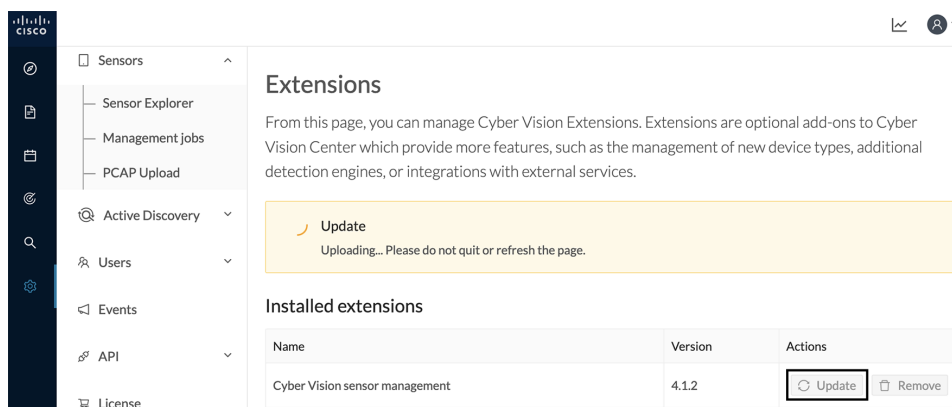 CISCO
Sensors
Sensor Explorer
Management jobs
PCAP Upload
Active Discovery
Users
Events
API
License
Extensions
From this page, you can manage Cyber Vision Extensions. Extensions are optional add-ons to Cyber
Vision Center which provide more features, such as the management of new device types, additional
detection engines, or integrations with external services.
Update
Uploading... Please do not quit or refresh the page.
Installed extensions
Name Version Actions
Cyber Vision sensor management 4.1.2 Update Remove